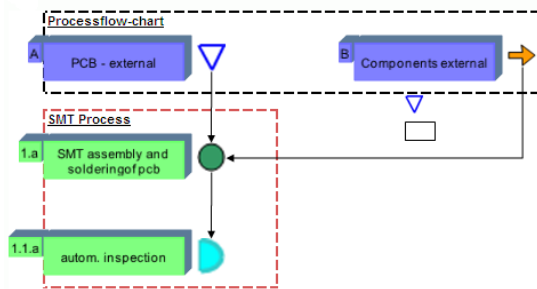 Processflow-chart
A
PCB - external
B
Components external
SMT Process
1.a
SMT assembly and
solderingof pcb
1.1.a
autom. inspection